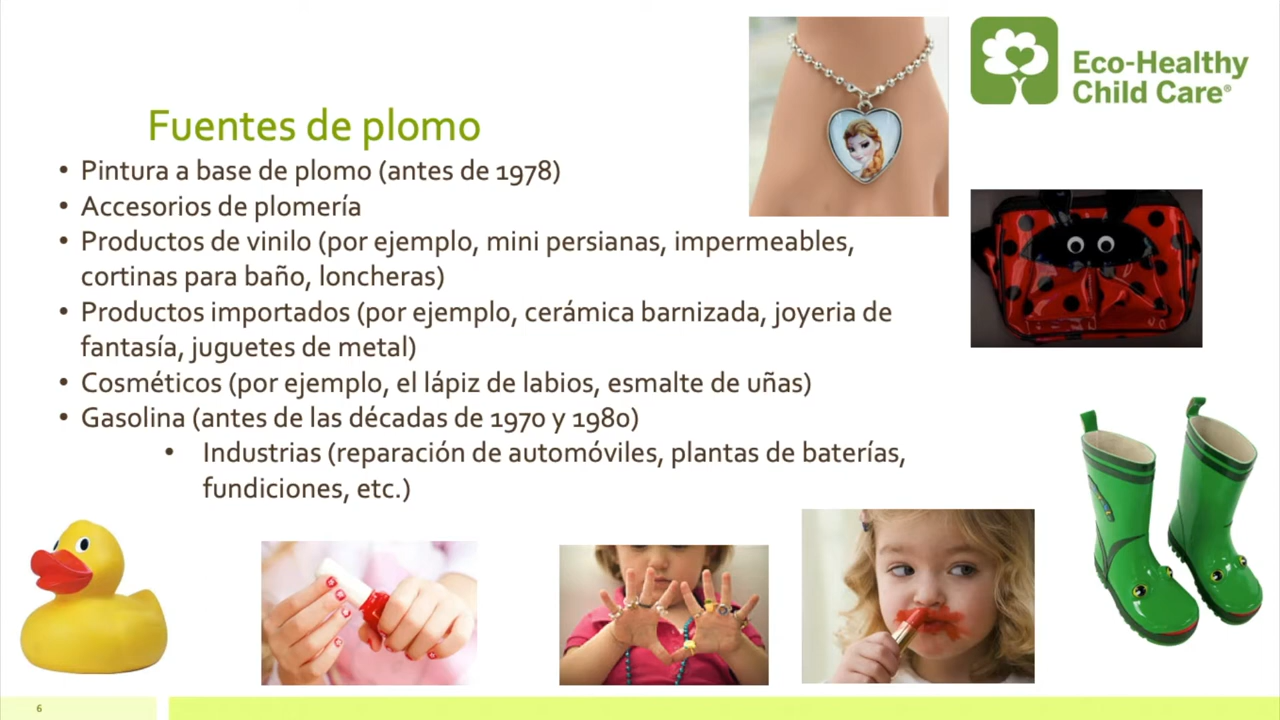 Eco-Healthy
Child Care®
Fuentes de plomo
• Pintura a base de plomo (antes de 1978)
• Accesorios de plomería
• Productos de vinilo (por ejemplo, mini persianas, impermeables,
cortinas para baño, loncheras)
• Productos importados (por ejemplo, cerámica barnizada, joyeria de
fantasía, juguetes de metal)
• Cosméticos (por ejemplo, el lápiz de labios, esmalte de uñas)
• Gasolina (antes de las décadas de 1970 y 1980)
• Industrias (reparación de automóviles, plantas de baterías,
fundiciones, etc.)
6